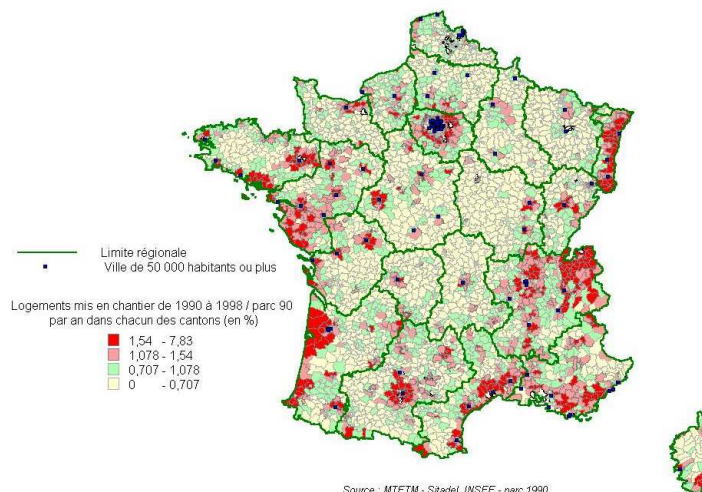 Limite régionale
Ville de 50 000 habitants ou plus
Logements mis en chantier de 1990 à 1998 / parc 90
par an dans chacun des cantons (en %)
1,54 - 7,83
1,078 - 1,54
0,707 - 1,078
0 - 0,707
Source : MTETM - Sitadel, INSEE - parc 1990